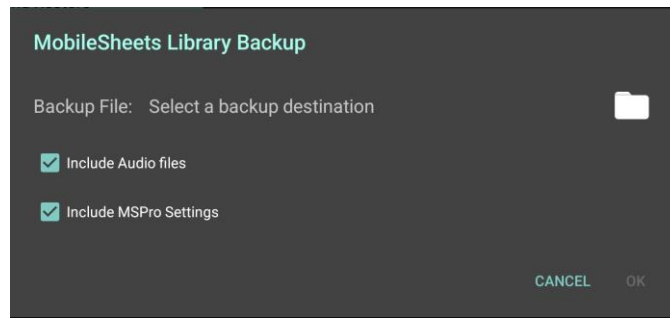 MobileSheets Library Backup
Backup File: Select a backup destination
Include Audio files
Include MSPro Settings
CANCEL OK